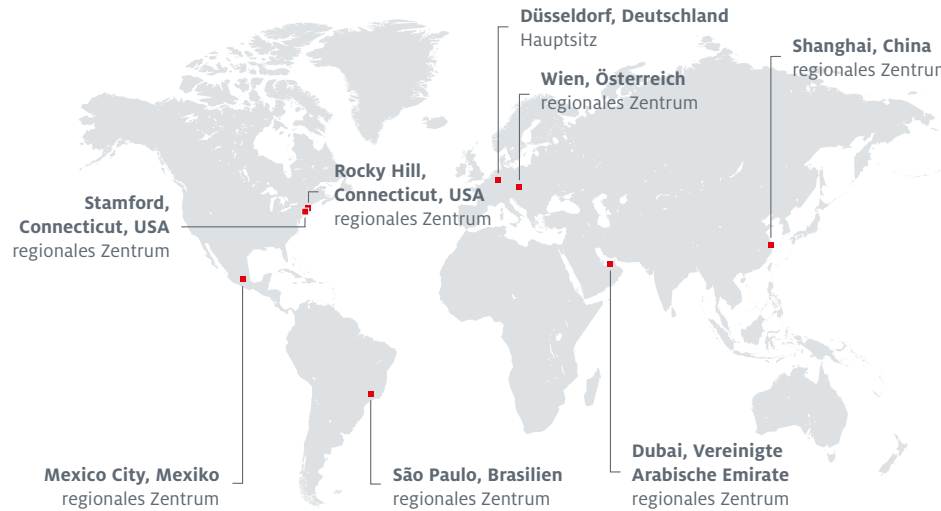 Düsseldorf, Deutschland
Hauptsitz
Shanghai, China
regionales Zentrum
Wien, Österreich
regionales Zentrum
Rocky Hill,
Connecticut, USA
regionales Zentrum
Stamford,
Connecticut, USA
regionales Zentrum
Mexico City, Mexiko
regionales Zentrum
São Paulo, Brasilien
regionales Zentrum
Dubai, Vereinigte
Arabische Emirate
regionales Zentrum